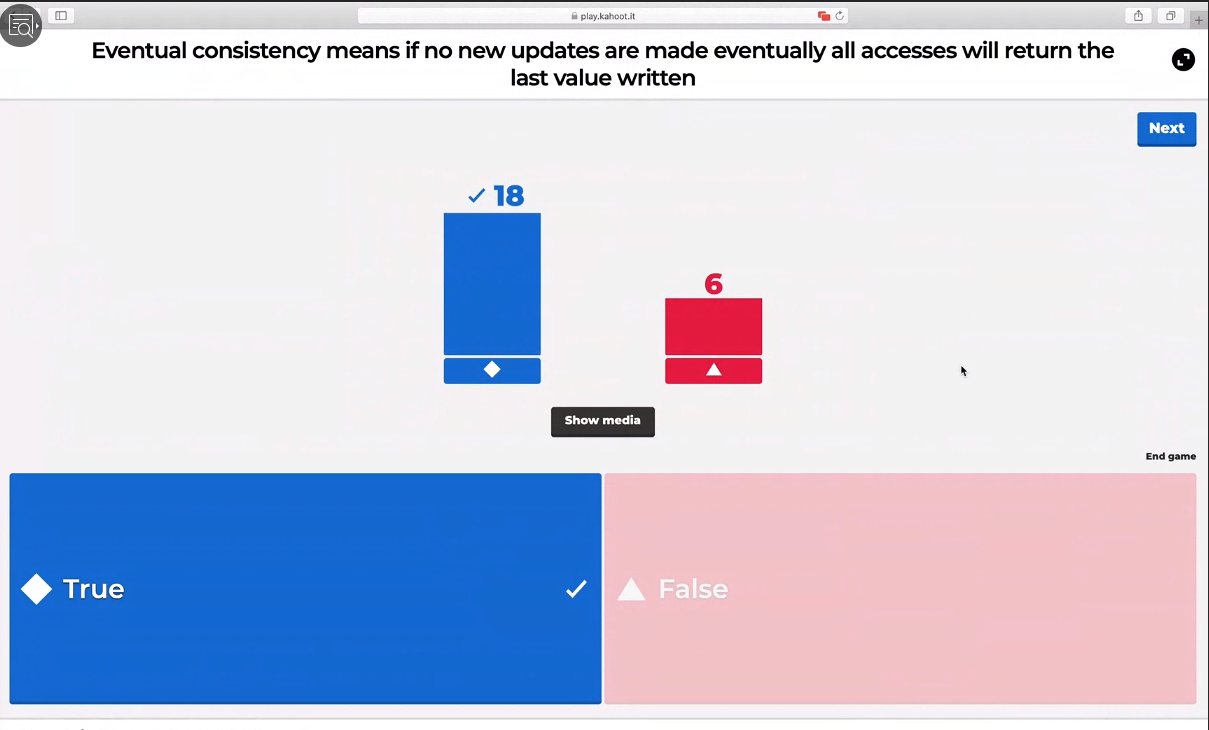 play.kahoot.it
Eventual consistency means if no new updates are made eventually all accesses will return the
last value written
Next
18
6
Show media
End game
True
False